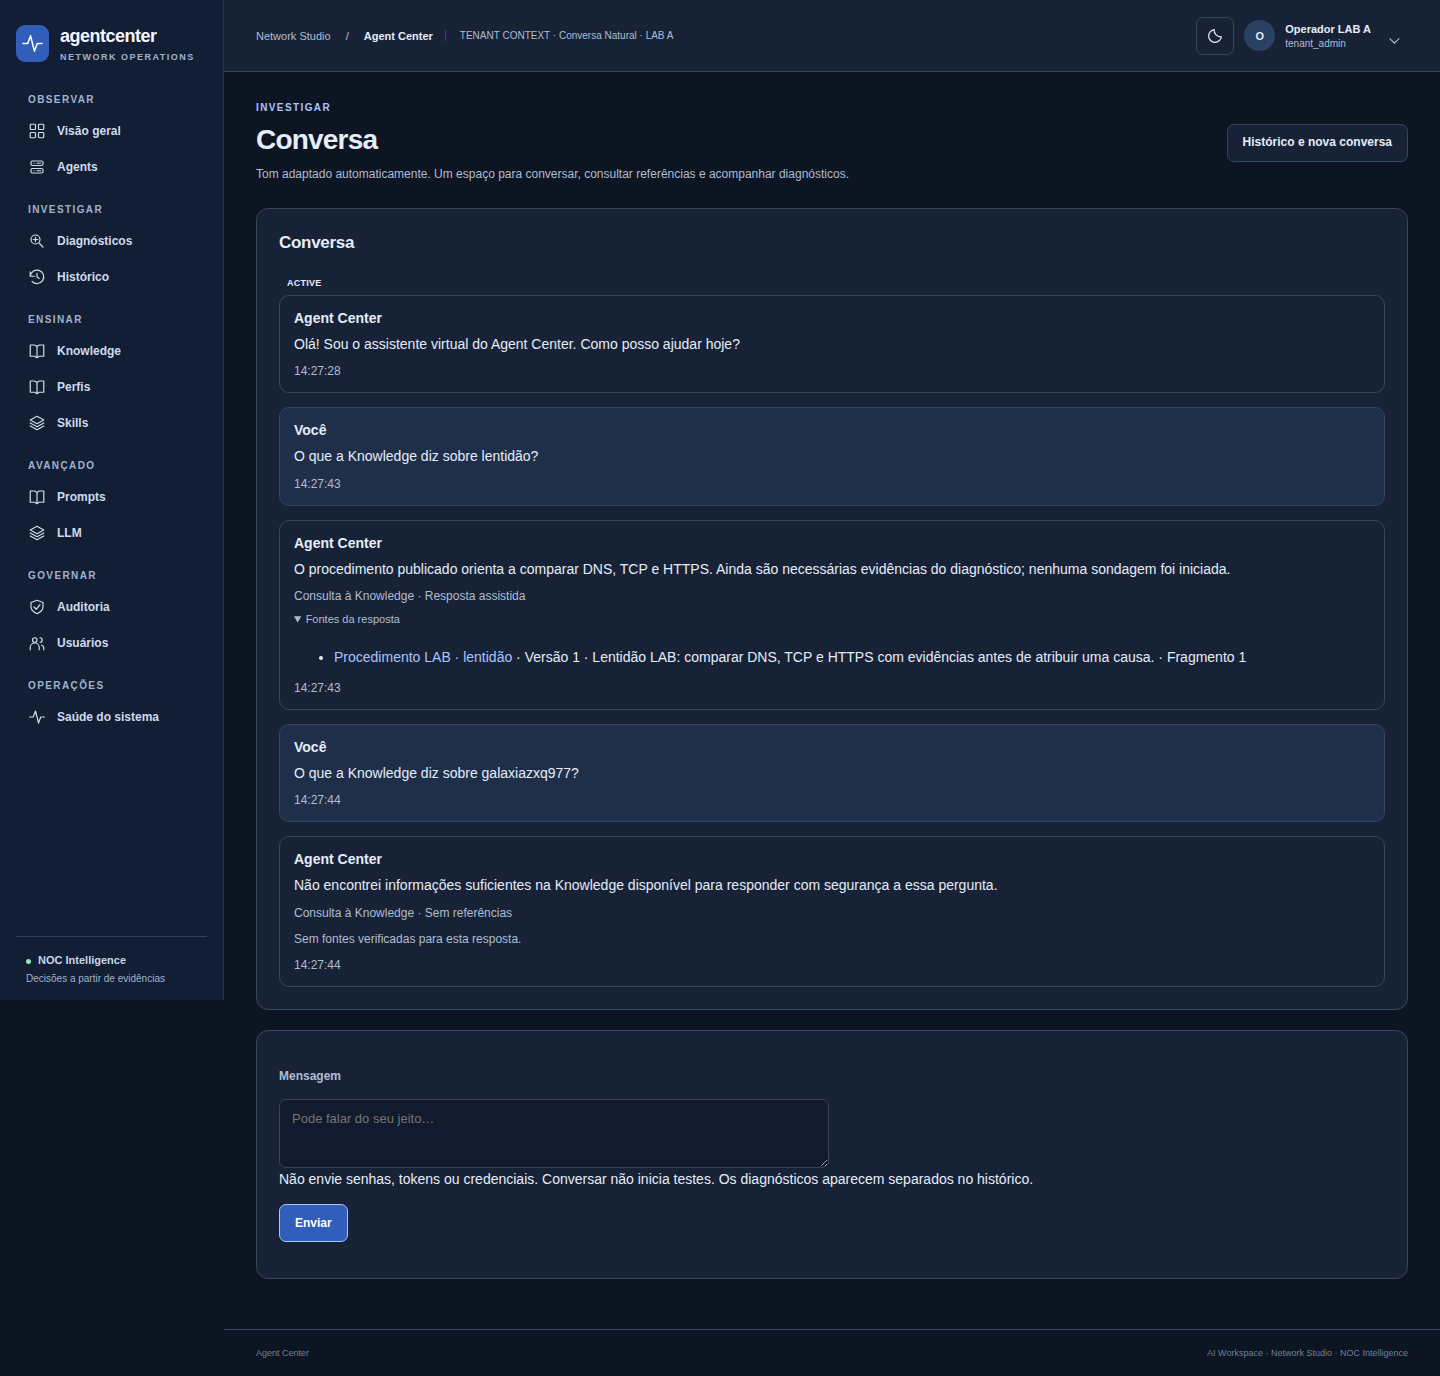 agentcenter
NETWORK OPERATIONS
OBSERVAR
Visão geral
Agents
INVESTIGAR
Diagnósticos
Histórico
ENSINAR
Knowledge
Perfis
Skills
AVANÇADO
Prompts
LLM
GOVERNAR
Auditoria
Usuários
OPERAÇÕES
Saúde do sistema
NOC Intelligence
Decisões a partir de evidências
Network Studio / Agent Center TENANT CONTEXT · Conversa Natural · LAB A
O
Operador LAB A
tenant_admin
INVESTIGAR
Conversa
Tom adaptado automaticamente. Um espaço para conversar, consultar referências e acompanhar diagnósticos.
Histórico e nova conversa
Conversa
ACTIVE
Agent Center
Olá! Sou o assistente virtual do Agent Center. Como posso ajudar hoje?
14:27:28
Você
O que a Knowledge diz sobre lentidão?
14:27:43
Agent Center
O procedimento publicado orienta a comparar DNS, TCP e HTTPS. Ainda são necessárias evidências do diagnóstico; nenhuma sondagem foi iniciada.
Consulta à Knowledge · Resposta assistida
Fontes da resposta
Procedimento LAB · lentidão · Versão 1 · Lentidão LAB: comparar DNS, TCP e HTTPS com evidências antes de atribuir uma causa. · Fragmento 1
14:27:43
Você
O que a Knowledge diz sobre galaxiazxq977?
14:27:44
Agent Center
Não encontrei informações suficientes na Knowledge disponível para responder com segurança a essa pergunta.
Consulta à Knowledge · Sem referências
Sem fontes verificadas para esta resposta.
14:27:44
Mensagem
Pode falar do seu jeito…
Não envie senhas, tokens ou credenciais. Conversar não inicia testes. Os diagnósticos aparecem separados no histórico.
Enviar
Agent Center
AI Workspace · Network Studio · NOC Intelligence